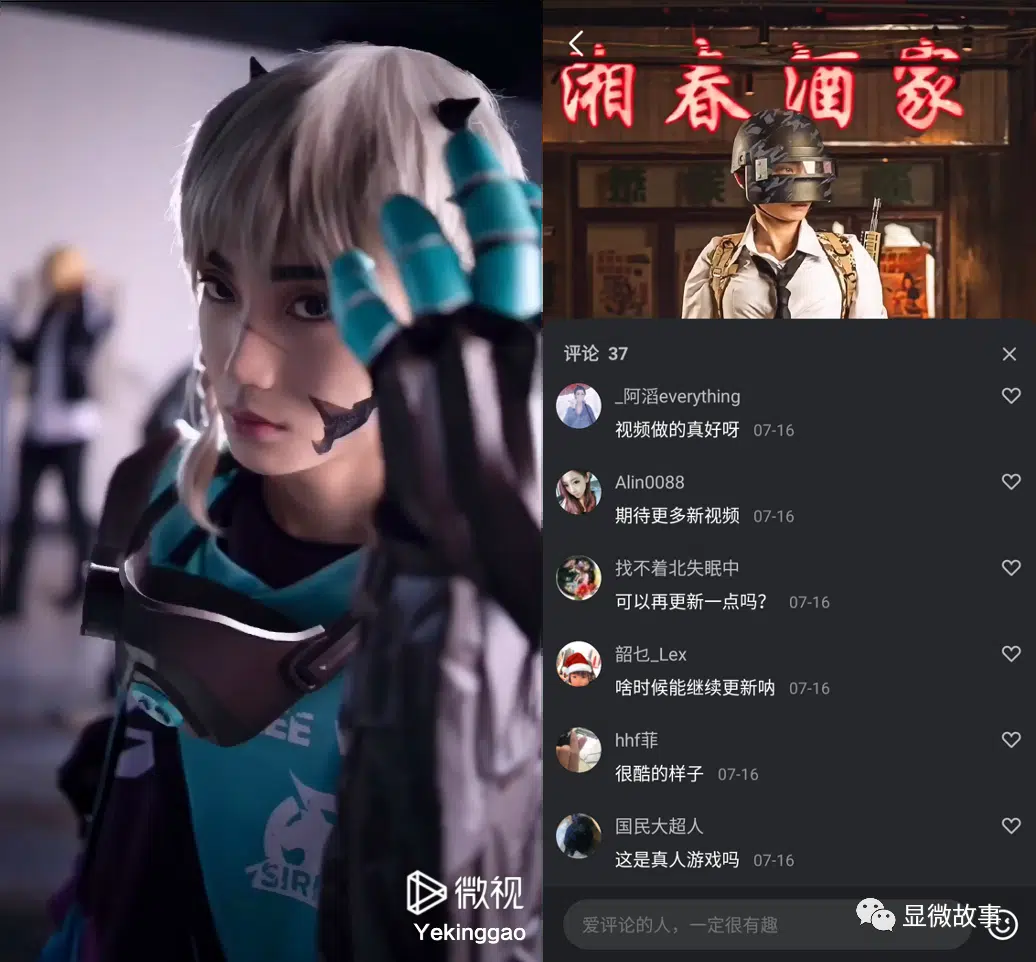 EE
SIR
微视
Yekinggao
湘春酒家
评论 37
_阿滔everything
视频做的真好呀 07-16
Alin0088
期待更多新视频 07-16
找不着北失眠中
可以再更新一点吗? 07-16
韶乜_Lex
啥时候能继续更新呐 07-16
hhf菲
很酷的样子 07-16
国民大超人
这是真人游戏吗 07-16
爱评论的人，一定很有趣
显微故事